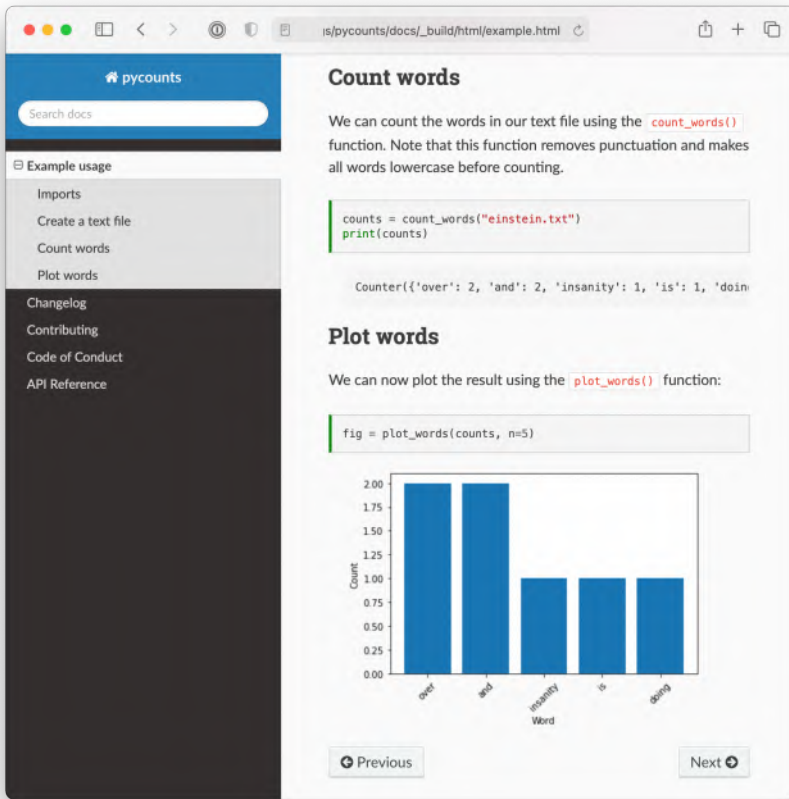 ıs/pycounts/docs/_build/html/example.html
pycounts
Search docs
Example usage
Imports
Create a text file
Count words
Plot words
Changelog
Contributing
Code of Conduct
API Reference
Count words
We can count the words in our text file using the count_words()
function. Note that this function removes punctuation and makes
all words lowercase before counting.
counts = count_words("einstein.txt")
print(counts)
Counter({'over': 2, 'and': 2, 'insanity': 1, 'is': 1, 'doin
Plot words
We can now plot the result using the plot_words() function:
fig = plot_words(counts, n=5)
2.00
1.75
1.50
1.25
1.00
0.75
0.50
0.25
0.00
Count
over and insanity is doing
Word
Previous
Next